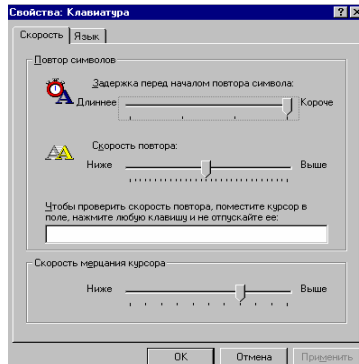 Свойства: Клавиатура
Скорость Язык
Повтор символов
Задержка перед началом повтора символа:
Длиннее Короче
Скорость повтора:
Ниже Выше
Чтобы проверить скорость повтора, поместите курсор в
поле, нажмите любую клавишу и не отпускайте ее:
Скорость мерцания курсора
Ниже Выше
OK Отмена Применить